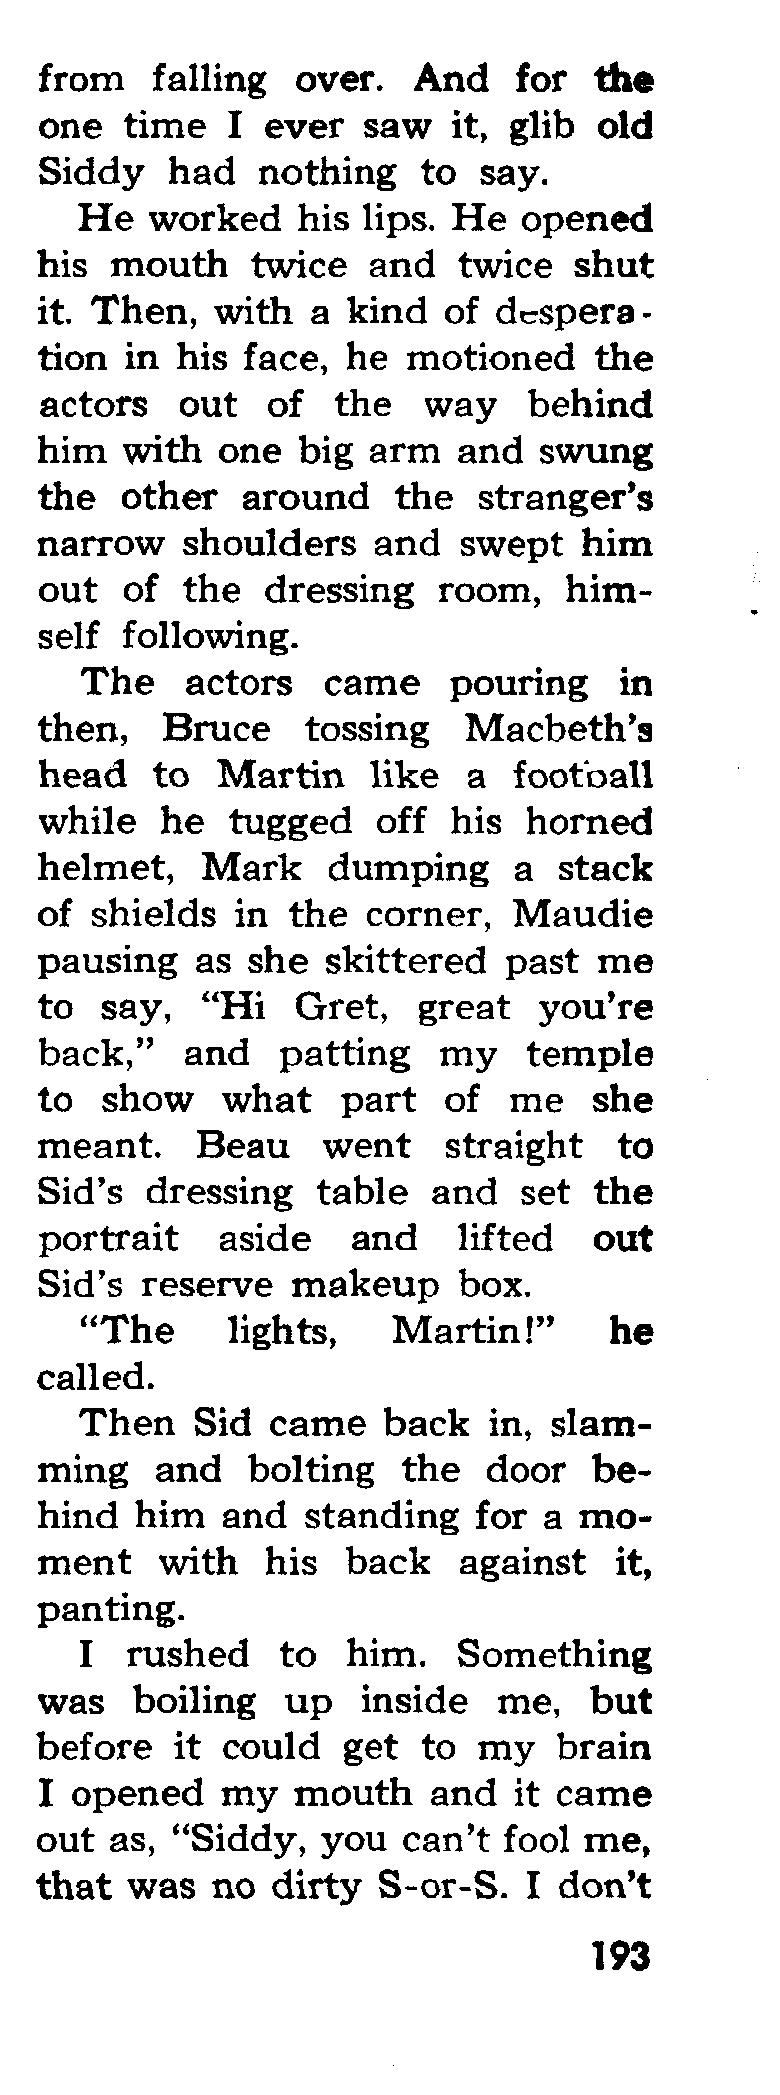 from falling over. And for the
one time I ever saw it, glib old
Siddy had nothing to say.
He worked his lips. He opened
his mouth twice and twice shut
it. Then, with a kind of despera-
tion in his face, he motioned the
actors out of the way behind
him with one big arm and swung
the other around the stranger's
narrow shoulders and swept him
out of the dressing room, him-
self following.
The actors came pouring in
then, Bruce tossing Macbeth's
head to Martin like a football
while he tugged off his horned
helmet, Mark dumping a stack
of shields in the corner, Maudie
pausing as she skittered past me
to say, “Hi Gret, great you're
back,” and patting my temple
to show what part of me she
meant. Beau went straight to
Sid's dressing table and set the
portrait aside and lifted out
Sid's reserve makeup box.
“The lights, Martin!” he
called.
Then Sid came back in, slam-
ming and bolting the door be-
hind him and standing for a mo-
ment with his back against it,
panting.
I rushed to him. Something
was boiling up inside me, but
before it could get to my brain
I opened my mouth and it came
out as, “Siddy, you can't fool me,
that was no dirty S-or-S. I don't
193